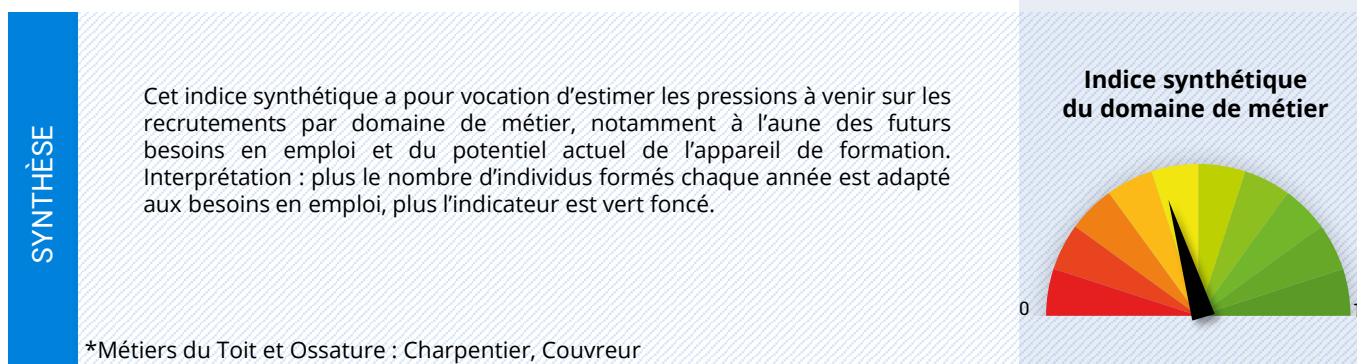 SYNTHÈSE
Cet indice synthétique a pour vocation d'estimer les pressions à venir sur les
recrutements par domaine de métier, notamment à l'aune des futurs
besoins en emploi et du potentiel actuel de l'appareil de formation.
Interprétation : plus le nombre d'individus formés chaque année est adapté
aux besoins en emploi, plus l'indicateur est vert foncé.
*Métiers du Toit et Ossature : Charpentier, Couvreur
Indice synthétique
du domaine de métier
0